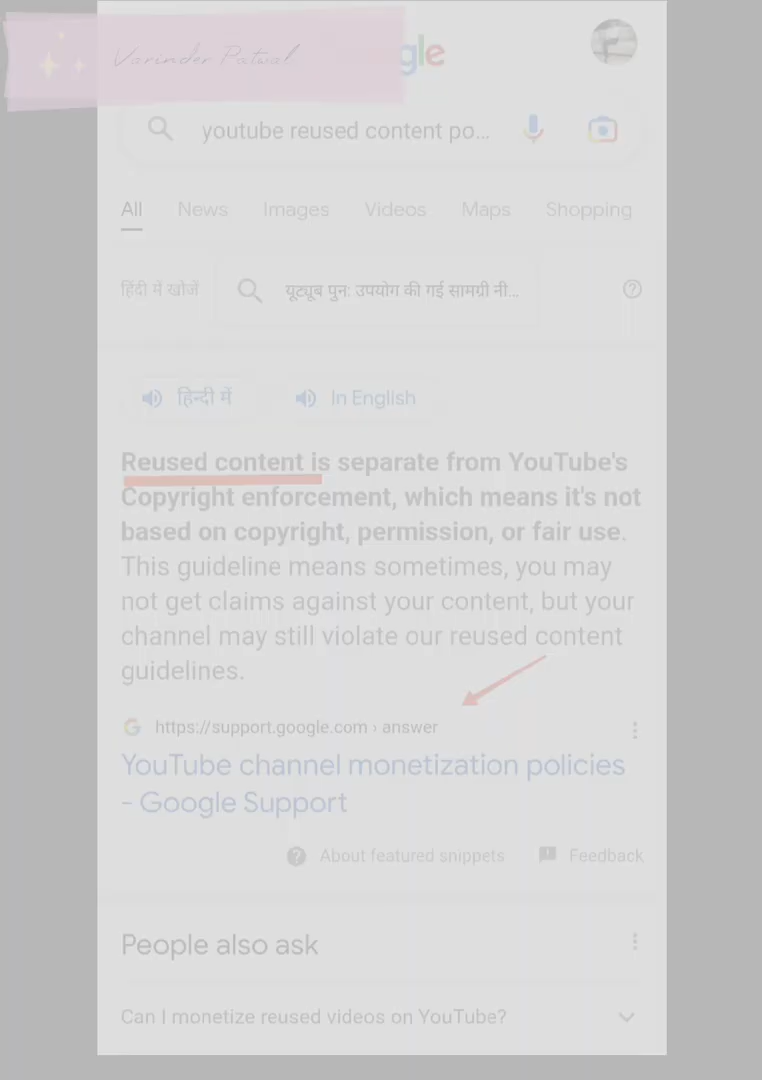 Varinder Patwal
gle
youtube reused content po...
All News Images Videos Maps Shopping
हिंदी में खोजें यूट्यूब पुन: उपयोग की गई सामग्री नी...
हिन्दी में In English
Reused content is separate from YouTube's
Copyright enforcement, which means it's not
based on copyright, permission, or fair use.
This guideline means sometimes, you may
not get claims against your content, but your
channel may still violate our reused content
guidelines.
https://support.google.com › answer
YouTube channel monetization policies
- Google Support
About featured snippets Feedback
People also ask
Can I monetize reused videos on YouTube?